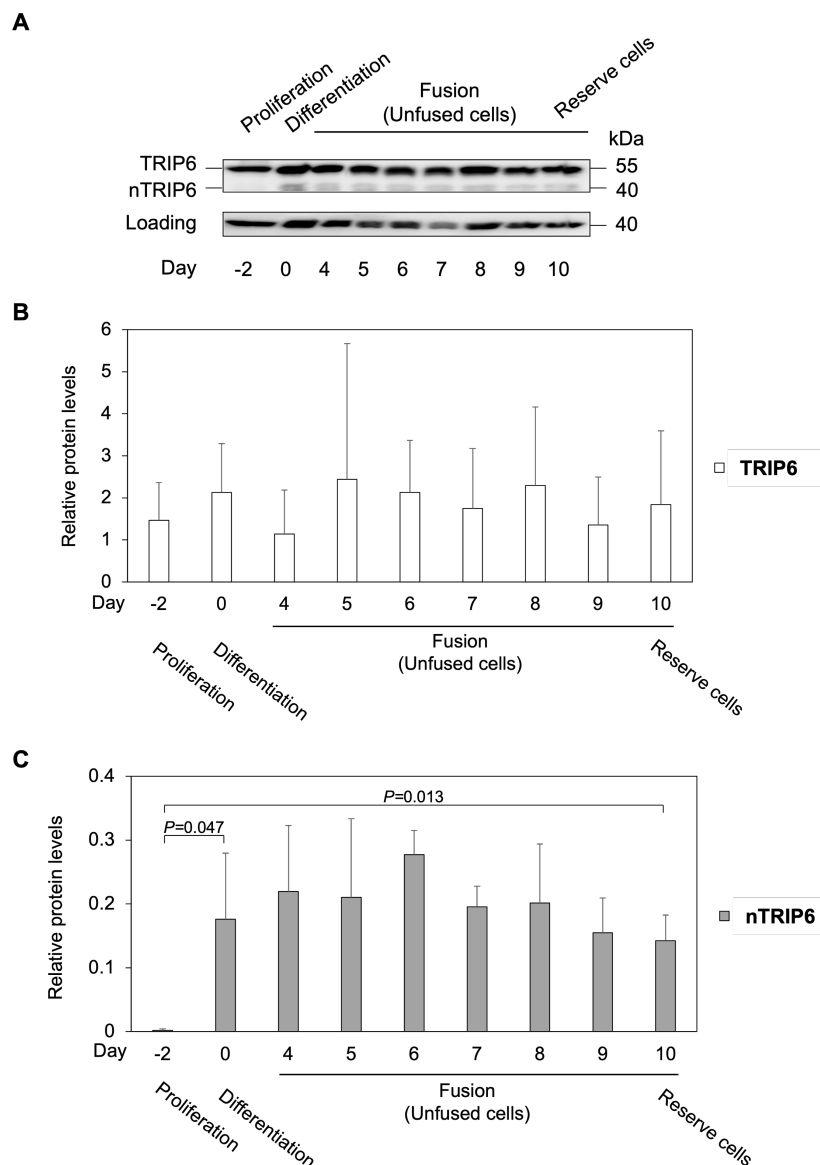 A
Proliferation
Differentiation
Fusion
(Unfused cells)
Reserve cells
kDa
TRIP6
55
nTRIP6
40
Loading
40
Day -2 0 4 5 6 7 8 9 10
B
Relative protein levels
6
5
4
3
2
1
0
TRIP6
Day -2 0 4 5 6 7 8 9 10
Proliferation
Differentiation
Fusion
(Unfused cells)
Reserve cells
C
Relative protein levels
0.4
0.3
0.2
0.1
0
P=0.013
P=0.047
nTRIP6
Day -2 0 4 5 6 7 8 9 10
Proliferation
Differentiation
Fusion
(Unfused cells)
Reserve cells